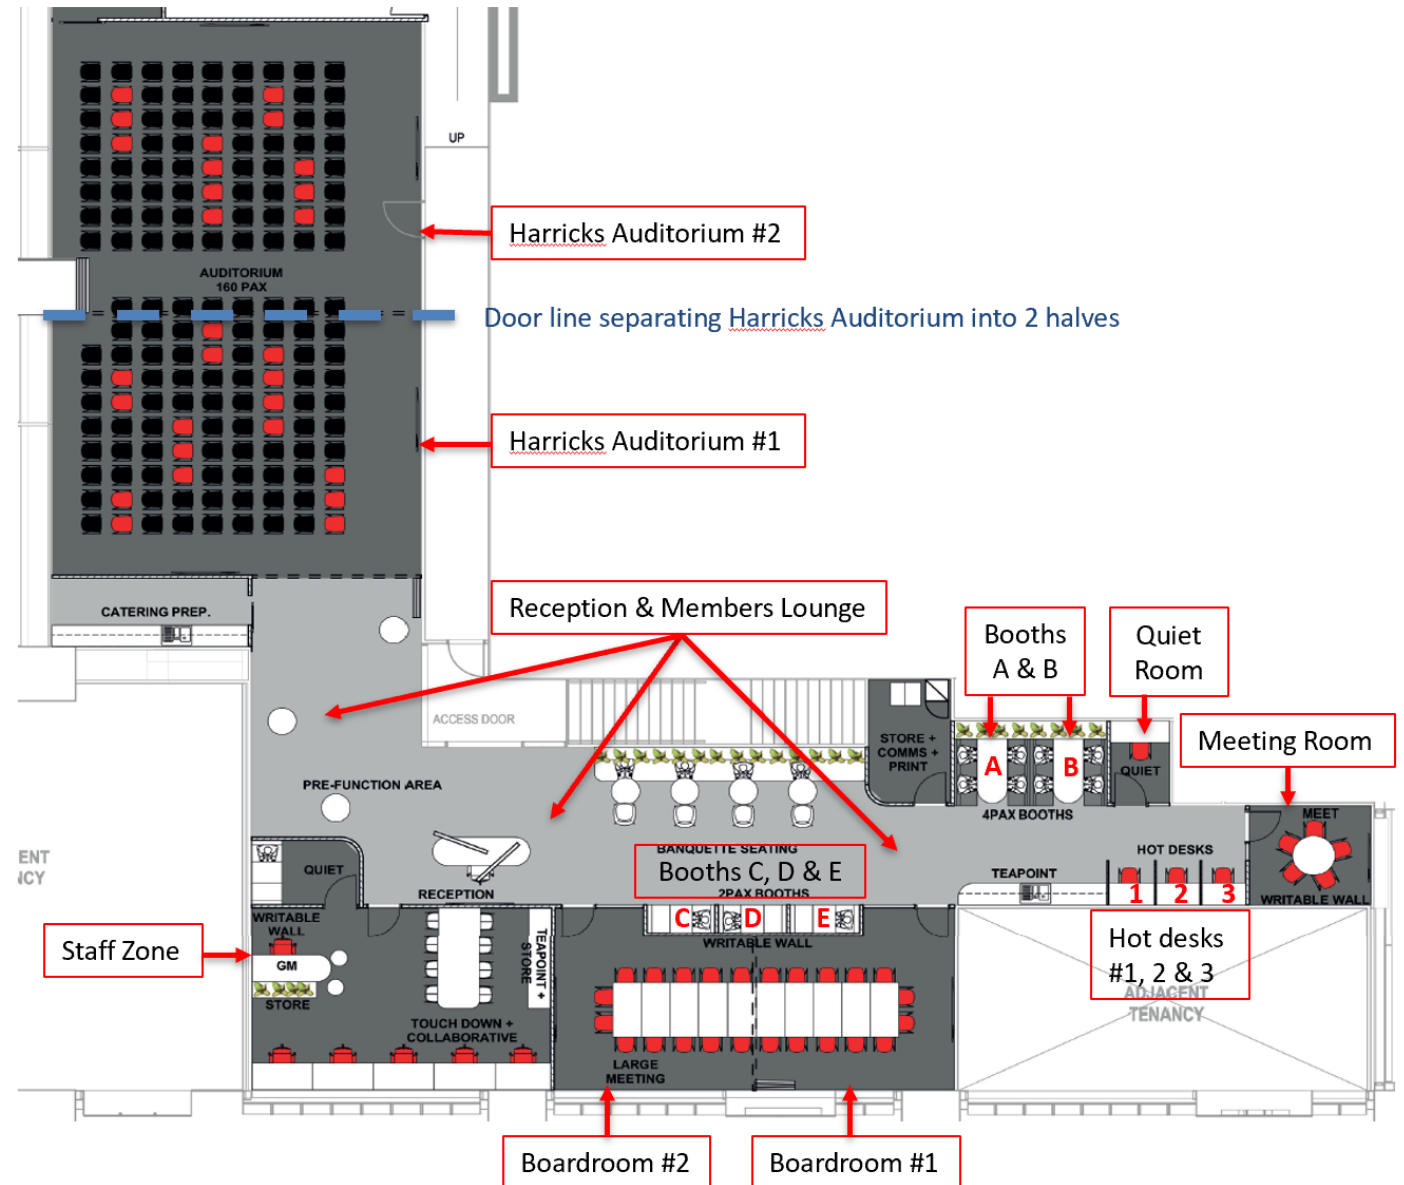 UP
Harricks Auditorium #2
AUDITORIUM
160 PAX
Door line separating Harricks Auditorium into 2 halves
Harricks Auditorium #1
CATERING PREP.
Reception & Members Lounge
Booths
A & B
Quiet
Room
ACCESS DOOR
STORE +
COMMS +
PRINT
A
B
QUIET
Meeting Room
PRE-FUNCTION AREA
4PAX BOOTHS
MEET
ENT
NCY
BANQUETTE SEATING
Booths C, D & E
2PAX BOOTHS
HOT DESKS
QUIET
RECEPTION
TEAPOINT
1
2
3
WRITABLE WALL
WRITABLE
WALL
C
D
E
WRITABLE WALL
Staff Zone
GM
STORE
TEAPOINT +
STORE
Hot desks
#1, 2 & 3
ADJACENT
TENANCY
TOUCH DOWN +
COLLABORATIVE
LARGE
MEETING
Boardroom #2
Boardroom #1